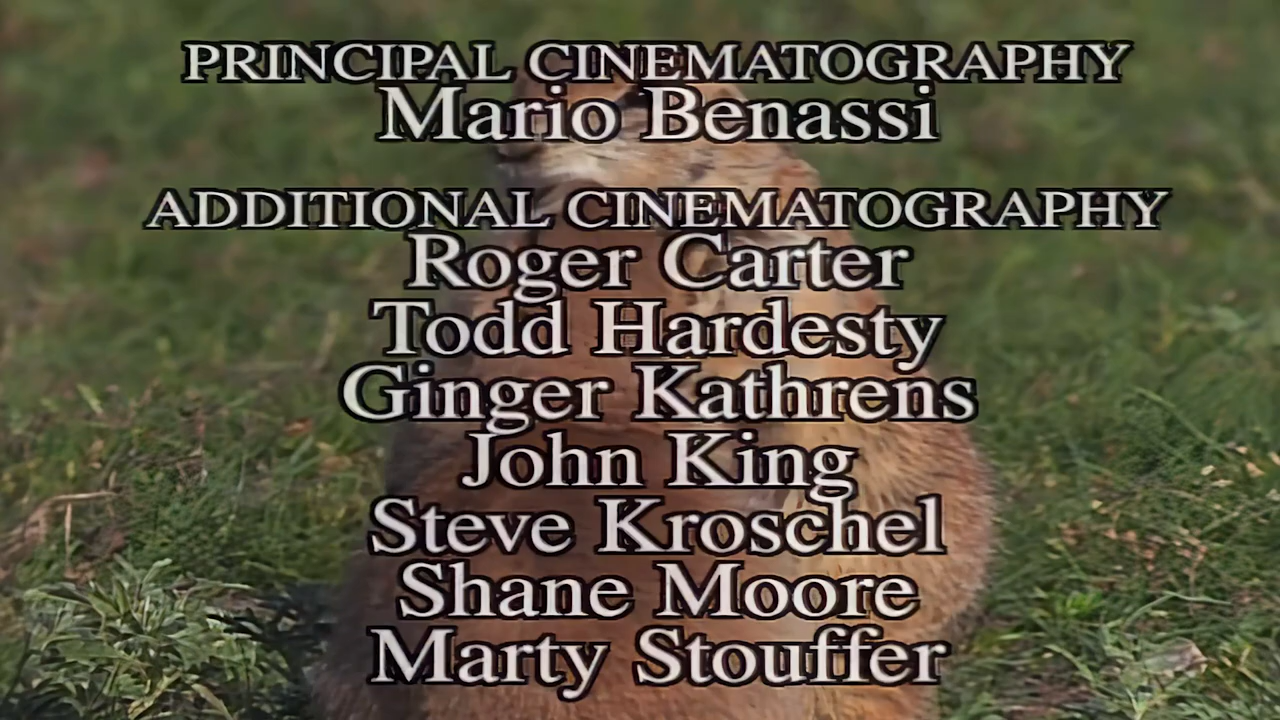 PRINCIPAL CINEMATOGRAPHY
Mario Benassi
ADDITIONAL CINEMATOGRAPHY
Roger Carter
Todd Hardesty
Ginger Kathrens
John King
Steve Kroschel
Shane Moore
Marty Stouffer